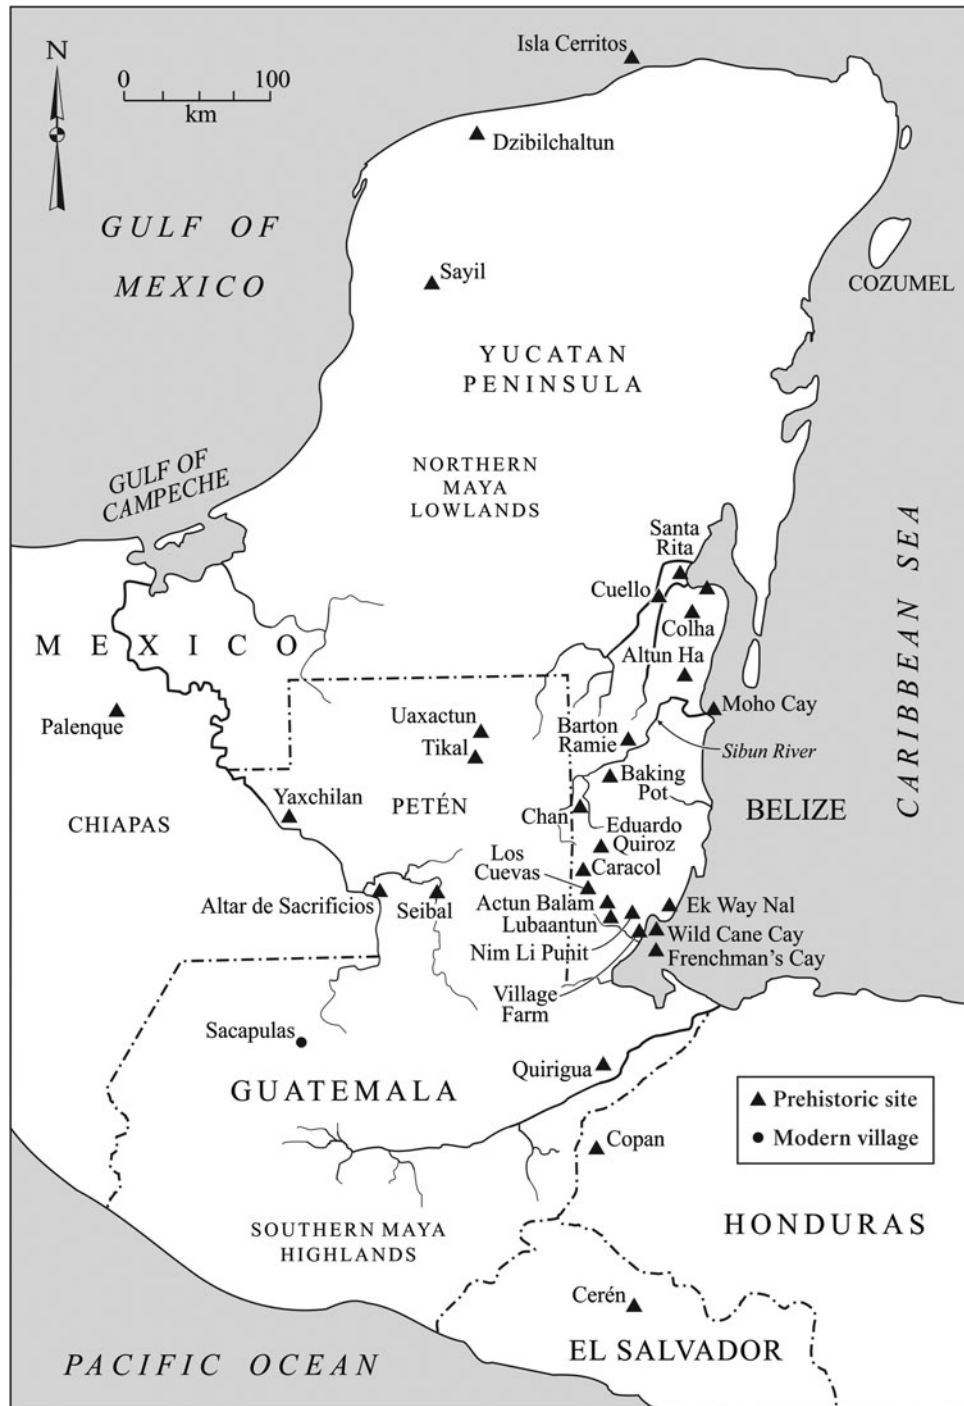 Isla Cerritos
N
0 100
km
Dzibilchaltun
GULF OF
MEXICO
Sayil
COZUMEL
YUCATAN
PENINSULA
GULF OF
CAMPECHE
NORTHERN
MAYA
LOWLANDS
CARIBBEAN SEA
Santa
Rita
Cuello
Colha
MEXICO
Altun Ha
Palenque
Uaxactun
Tikal
Moho Cay
Barton
Ramie
Sibun River
Baking
Pot
Yaxchilan
PETÉN
BELIZE
CHIAPAS
Chan
Eduardo
Quiroz
Los
Cuevas
Caracol
Altar de Sacrificios
Seibal
Actun Balam
Ek Way Nal
Lubaantun
Wild Cane Cay
Nim Li Punit
Frenchman's Cay
Village
Farm
Sacapulas
Quirigua
GUATEMALA
Prehistoric site
Modern village
Copan
SOUTHERN MAYA
HIGHLANDS
HONDURAS
Cerén
EL SALVADOR
PACIFIC OCEAN